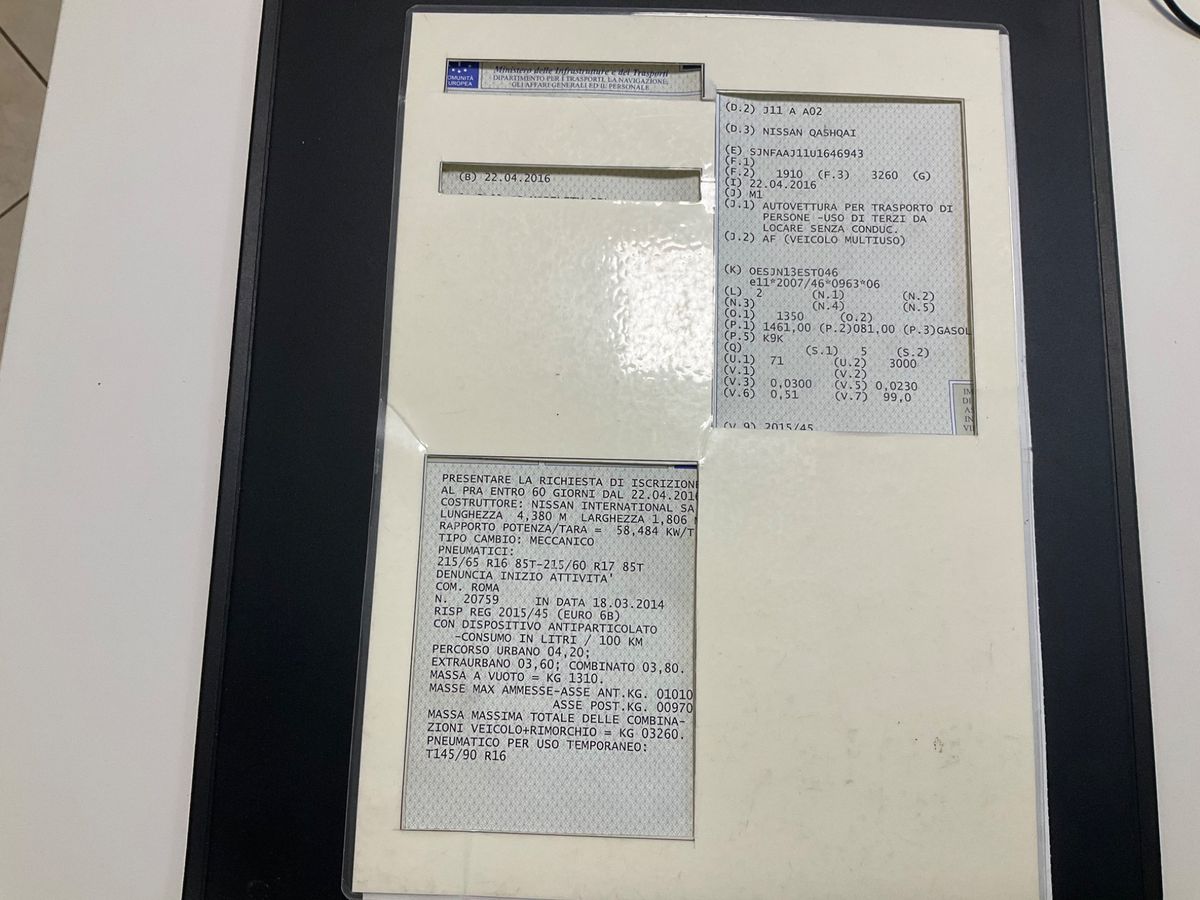 OMUNITÀ
UROPEA
Ministero delle Infrastrutture e dei Trasporti
DIPARTIMENTO PER I TRASPORTI, LA NAVIGAZIONE,
GLI AFFARI GENERALI ED IL PERSONALE
(B) 22.04.2016
(D.2) J11 A A02
(D.3) NISSAN QASHQAI
(E) SJNFAAJ11U1646943
(F.1)
(F.2) 1910 (F.3) 3260 (G)
(I) 22.04.2016
(J) M1
(J.1) AUTOVETTURA PER TRASPORTO DI
PERSONE -USO DI TERZI DA
LOCARE SENZA CONDUC.
(J.2) AF (VEICOLO MULTIUSO)
(K) OESJN13EST046
e11*2007/46*0963*06
(L) 2 (N.1) (N.2)
(N.3) (N.4) (N.5)
(O.1) 1350 (O.2)
(P.1) 1461,00 (P.2)081,00 (P.3)GASOL
(P.5) K9K
(Q) (S.1) 5 (S.2)
(U.1) 71 (U.2) 3000
(V.1) (V.2)
(V.3) 0,0300 (V.5) 0,0230
(V.6) 0,51 (V.7) 99,0
(V.9) 2015/45
IM
DI
AS
IN
VI
PRESENTARE LA RICHIESTA DI ISCRIZIONE
AL PRA ENTRO 60 GIORNI DAL 22.04.2016
COSTRUTTORE: NISSAN INTERNATIONAL SA
LUNGHEZZA 4,380 M LARGHEZZA 1,806 M
RAPPORTO POTENZA/TARA = 58,484 KW/T
TIPO CAMBIO: MECCANICO
PNEUMATICI:
215/65 R16 85T-215/60 R17 85T
DENUNCIA INIZIO ATTIVITA'
COM. ROMA
N. 20759 IN DATA 18.03.2014
RISP REG 2015/45 (EURO 6B)
CON DISPOSITIVO ANTIPARTICOLATO
-CONSUMO IN LITRI / 100 KM
PERCORSO URBANO 04,20;
EXTRAURBANO 03,60; COMBINATO 03,80.
MASSA A VUOTO = KG 1310.
MASSE MAX AMMESSE-ASSE ANT.KG. 01010
ASSE POST.KG. 00970
MASSA MASSIMA TOTALE DELLE COMBINA-
ZIONI VEICOLO+RIMORCHIO = KG 03260.
PNEUMATICO PER USO TEMPORANEO:
T145/90 R16